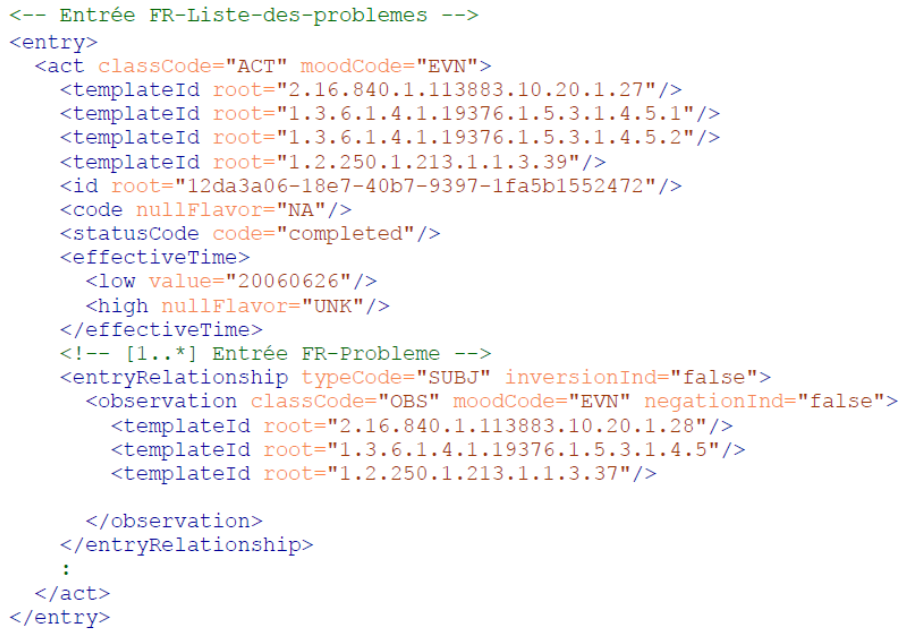 <-- Entrée FR-Liste-des-problemes -->
<entry>
  <act classCode="ACT" moodCode="EVN">
    <templateId root="2.16.840.1.113883.10.20.1.27"/>
    <templateId root="1.3.6.1.4.1.19376.1.5.3.1.4.5.1"/>
    <templateId root="1.3.6.1.4.1.19376.1.5.3.1.4.5.2"/>
    <templateId root="1.2.250.1.213.1.1.3.39"/>
    <id root="12da3a06-18e7-40b7-9397-1fa5b1552472"/>
    <code nullFlavor="NA"/>
    <statusCode code="completed"/>
    <effectiveTime>
      <low value="20060626"/>
      <high nullFlavor="UNK"/>
    </effectiveTime>
    <!-- [1..*] Entrée FR-Probleme -->
    <entryRelationship typeCode="SUBJ" inversionInd="false">
      <observation classCode="OBS" moodCode="EVN" negationInd="false">
        <templateId root="2.16.840.1.113883.10.20.1.28"/>
        <templateId root="1.3.6.1.4.1.19376.1.5.3.1.4.5"/>
        <templateId root="1.2.250.1.213.1.1.3.37"/>
      </observation>
    </entryRelationship>
    :
  </act>
</entry>